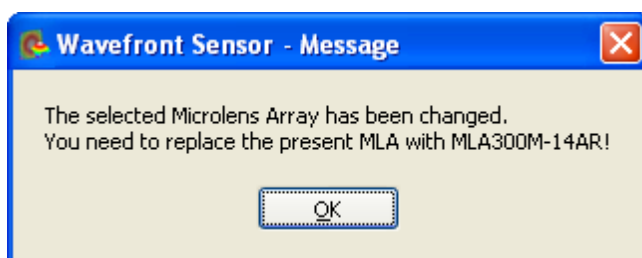 Wavefront Sensor - Message
The selected Microlens Array has been changed.
You need to replace the present MLA with MLA300M-14AR!
OK